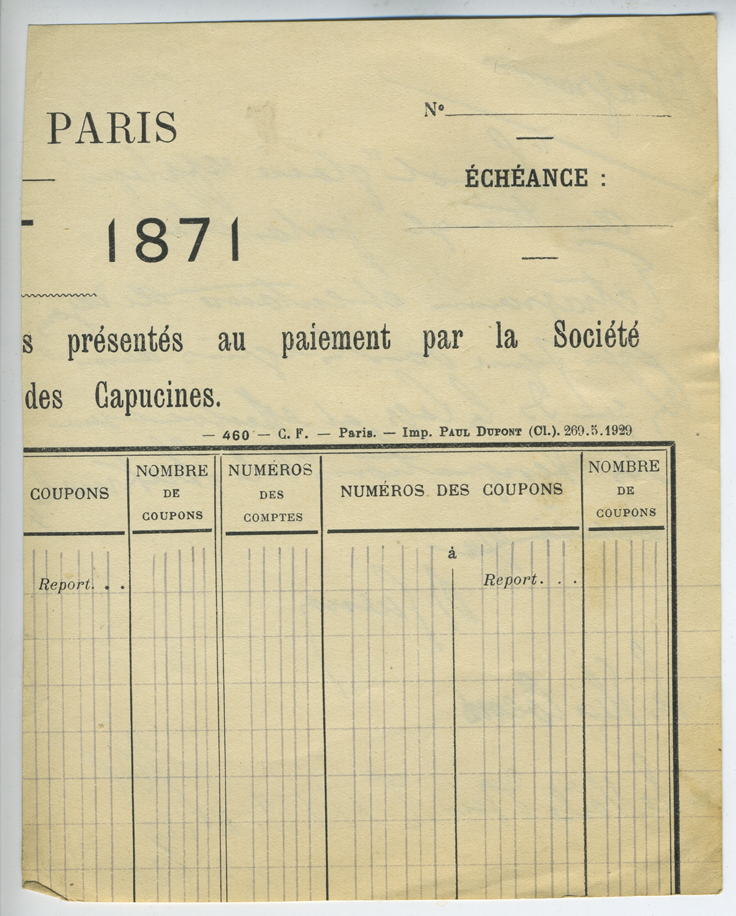 PARIS
N°
ÉCHÉANCE :
1871
s présentés au paiement par la Société
des Capucines.
— 460 — C. F. — Paris. — Imp. PAUL DUPONT (Cl.). 269.5.1929
COUPONS
NOMBRE DE COUPONS
NUMÉROS DES COMPTES
NUMÉROS DES COUPONS
NOMBRE DE COUPONS
à
Report. . .
Report. . .